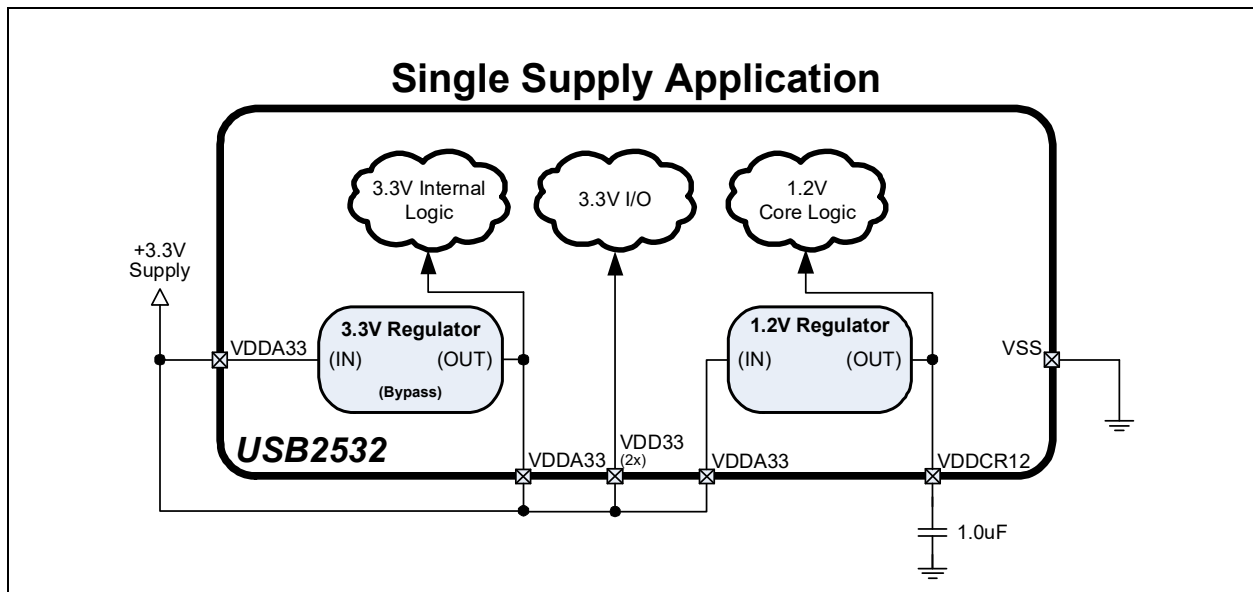 Single Supply Application
3.3V Internal
Logic
3.3V I/O
1.2V
Core Logic
+3.3V
Supply
3.3V Regulator
1.2V Regulator
VDDA33
(IN)
(OUT)
(IN)
(OUT)
VSS
(Bypass)
USB2532
VDDA33
VDD33
(2x)
VDDA33
VDDCR12
1.0uF